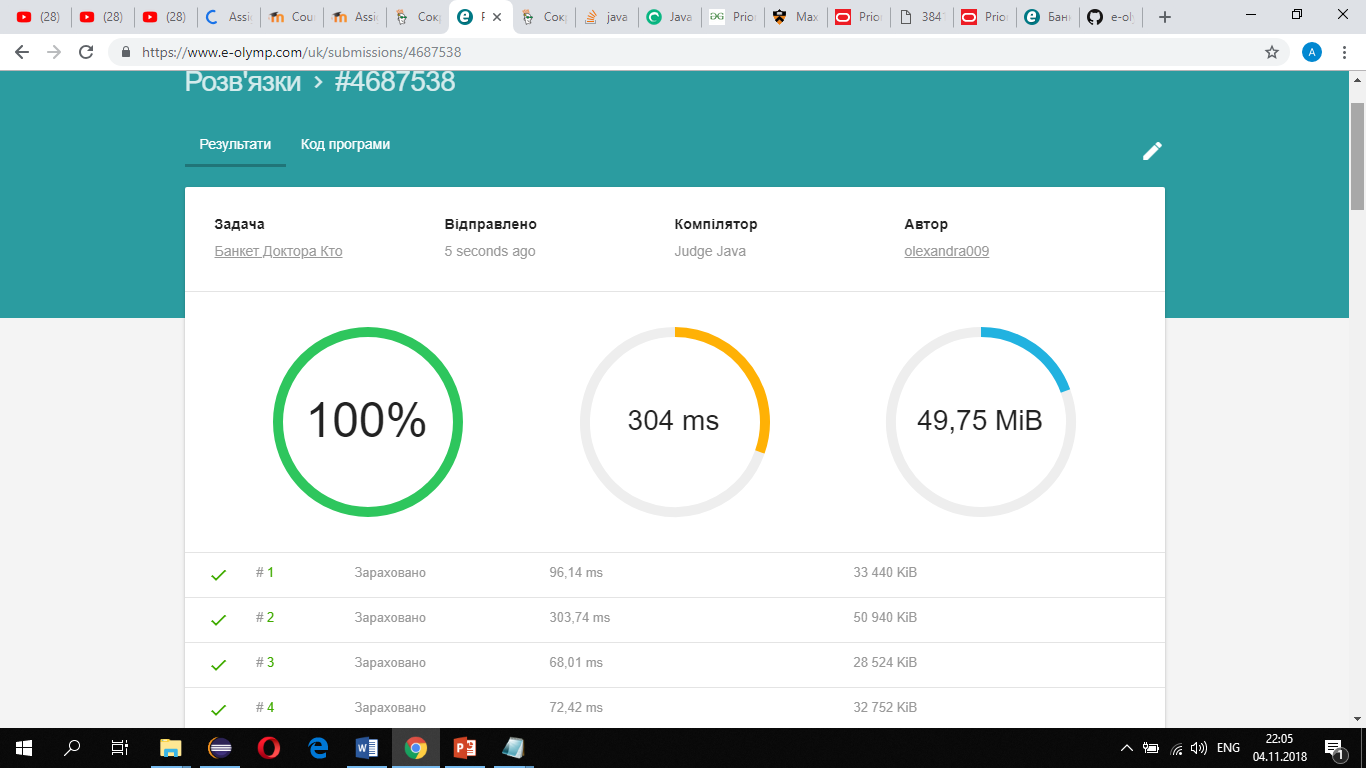 (28) (28) (28) Assi Cour Assi Сокр Р Сок java Java Prio Max Prio 384 Prio Банк e-ol
https://www.e-olymp.com/uk/submissions/4687538 A
Розв'язки > #4687538
Результати Код програми
Задача Відправлено Компілятор Автор
Банкет Доктора Кто 5 seconds ago Judge Java olexandra009
100% 304 ms 49,75 MiB
# 1 Зараховано 96,14 ms 33 440 KiB
# 2 Зараховано 303,74 ms 50 940 KiB
# 3 Зараховано 68,01 ms 28 524 KiB
# 4 Зараховано 72,42 ms 32 752 KiB
ENG 22:05
04.11.2018 1